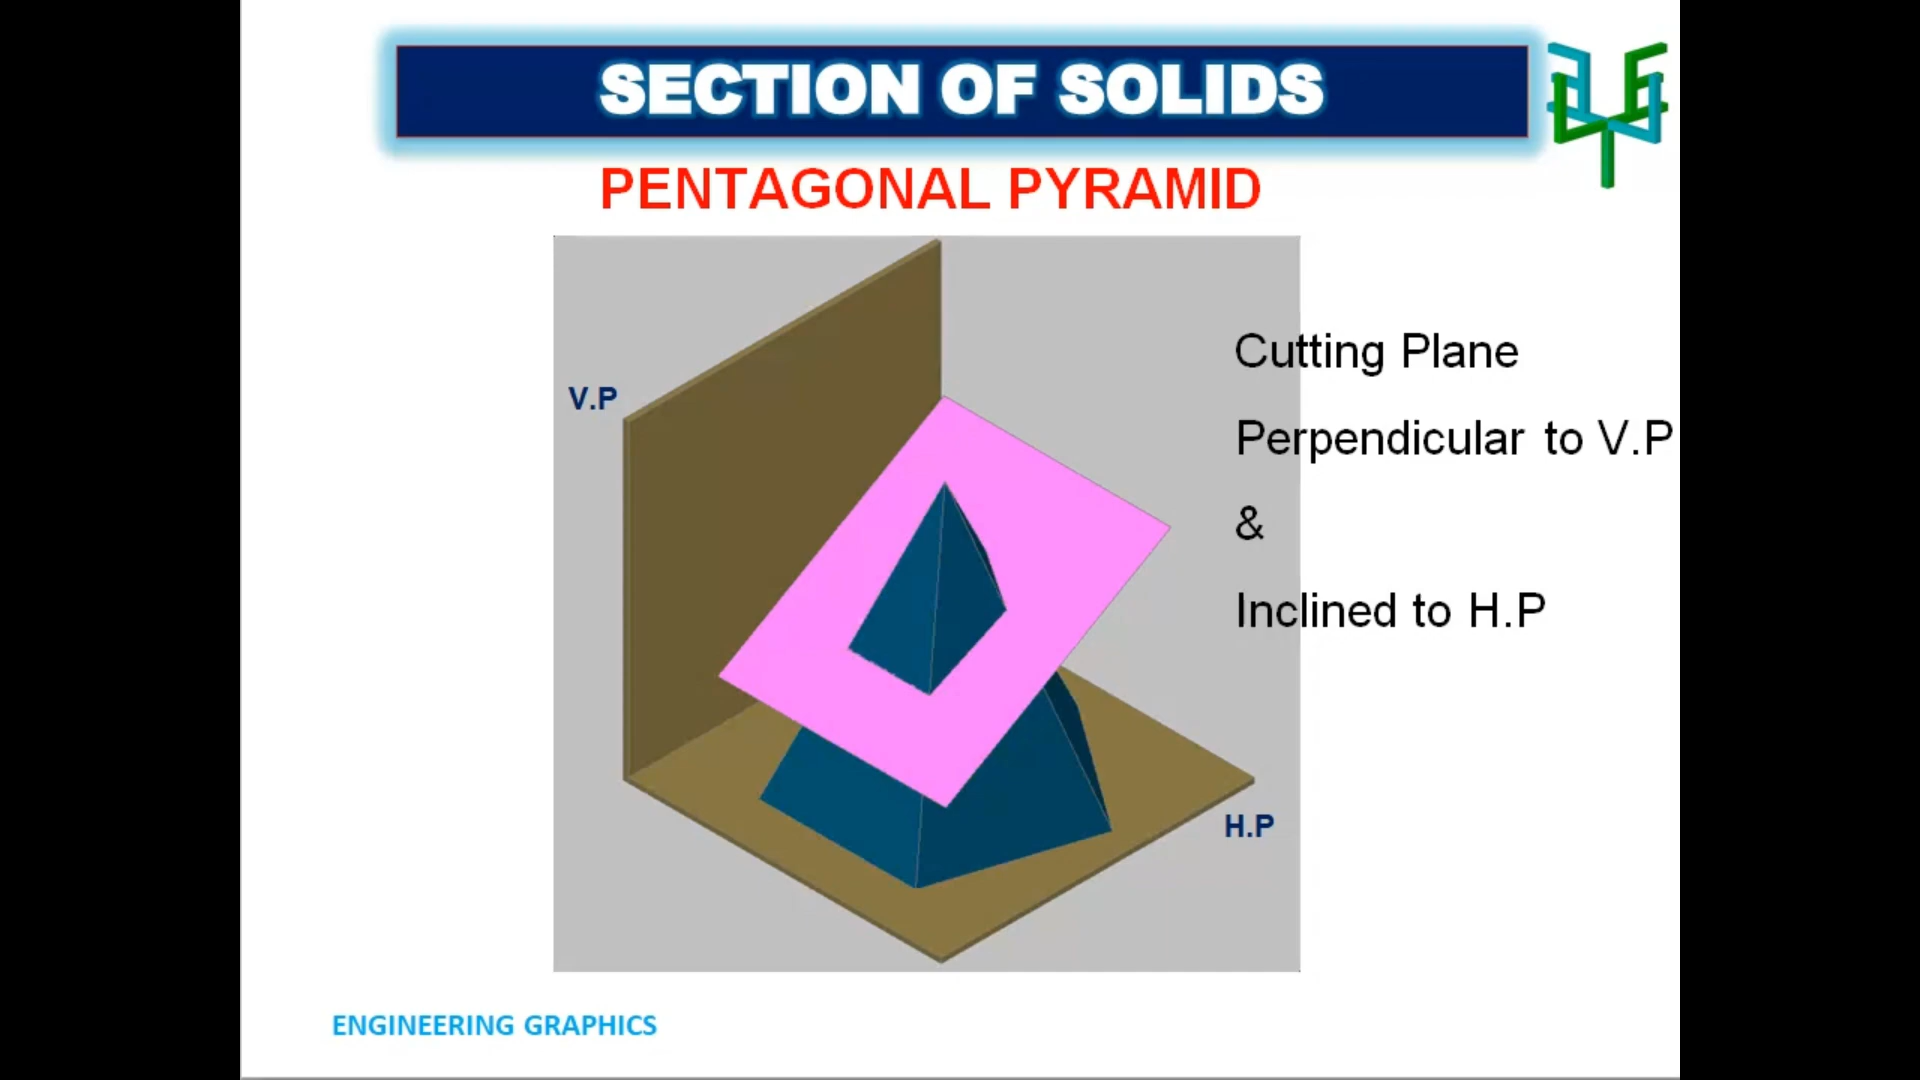 SECTION OF SOLIDS
PENTAGONAL PYRAMID
V.P
Cutting Plane
Perpendicular to V.P
&
Inclined to H.P
H.P
ENGINEERING GRAPHICS